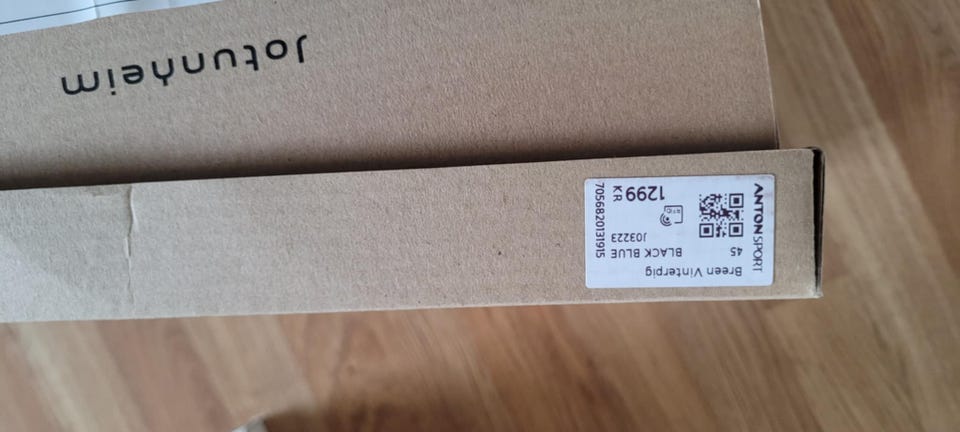 Jotunheim
ANTON SPORT
Breen Vinterpig
45
BLACK BLUE
J03223
1299
KR
7056820131915